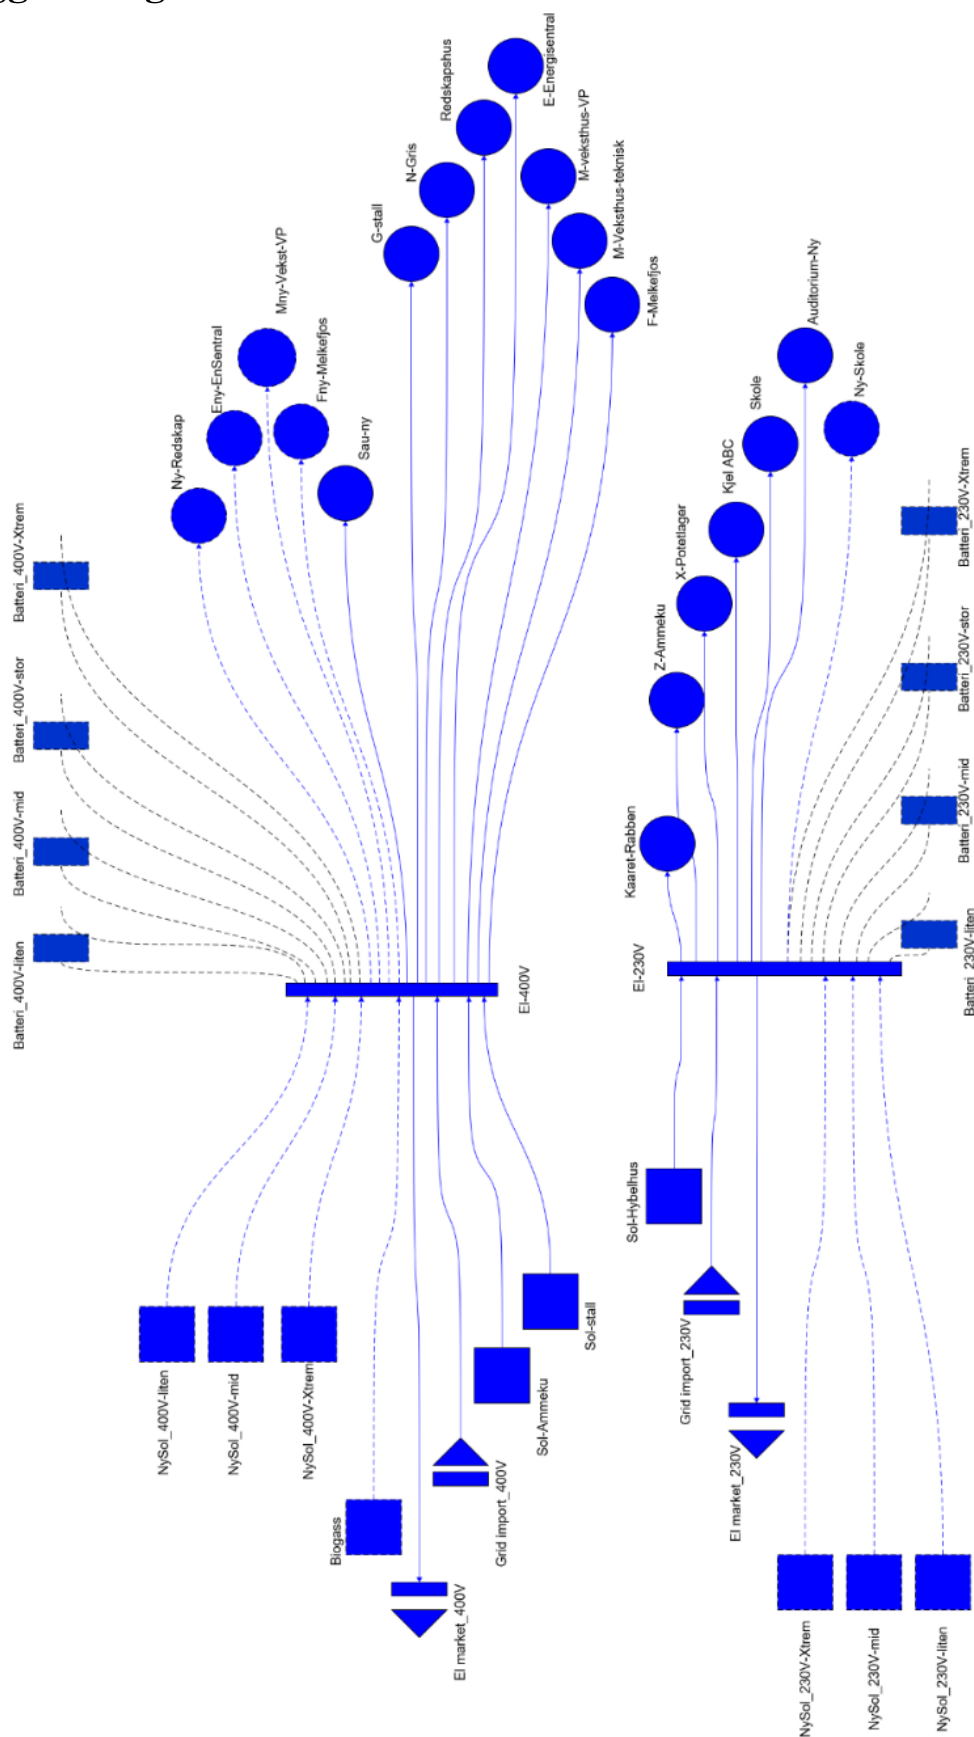 E-Energisentral
Redskapshus
N-Gris
M-veksthus-VP
G-stall
M-Veksthus-teknisk
F-Melkefjos
Mny-Vekst-VP
Eny-EnSentral
Fny-Melkefjos
Ny-Redskap
Sau-ny
Batteri_400V-Xtrem
Batteri_400V-stor
Batteri_400V-mid
Batteri_400V-liten
El-400V
NySol_400V-liten
NySol_400V-mid
NySol_400V-Xtrem
Biogass
El market_400V
Grid import_400V
Sol-Ammeku
Sol-stall
Auditorium-Ny
Ny-Skole
Skole
Kjel ABC
X-Potetlager
Z-Ammeku
Kaaret-Rabben
El-230V
Batteri_230V-Xtrem
Batteri_230V-stor
Batteri_230V-mid
Batteri_230V-liten
Sol-Hybelhus
Grid import_230V
El market_230V
NySol_230V-Xtrem
NySol_230V-mid
NySol_230V-liten